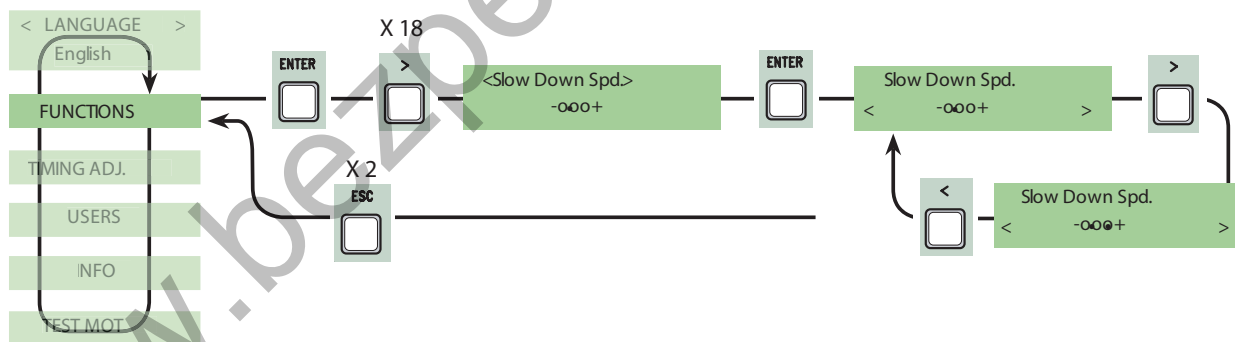 < LANGUAGE >
English
FUNCTIONS
TIMING ADJ.
USERS
INFO
TEST MOT
ENTER
X 18
>
<Slow Down Spd.>
-ooo+
ENTER
Slow Down Spd.
< -ooo+ >
>
X 2
ESC
<
Slow Down Spd.
< -ooo+ >
w.bezpe